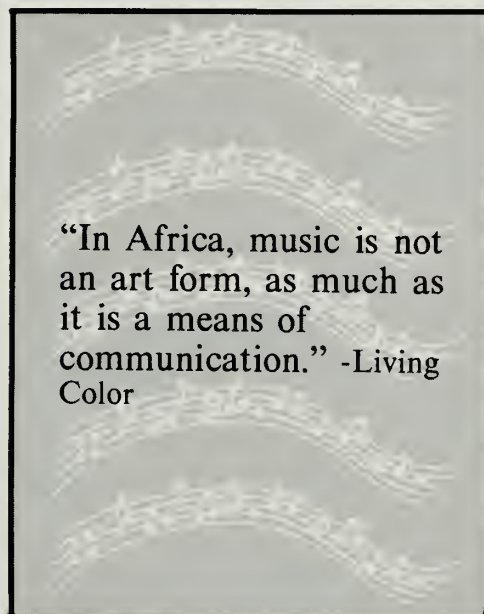 “In Africa, music is not
an art form, as much as
it is a means of
communication.” -Living
Color